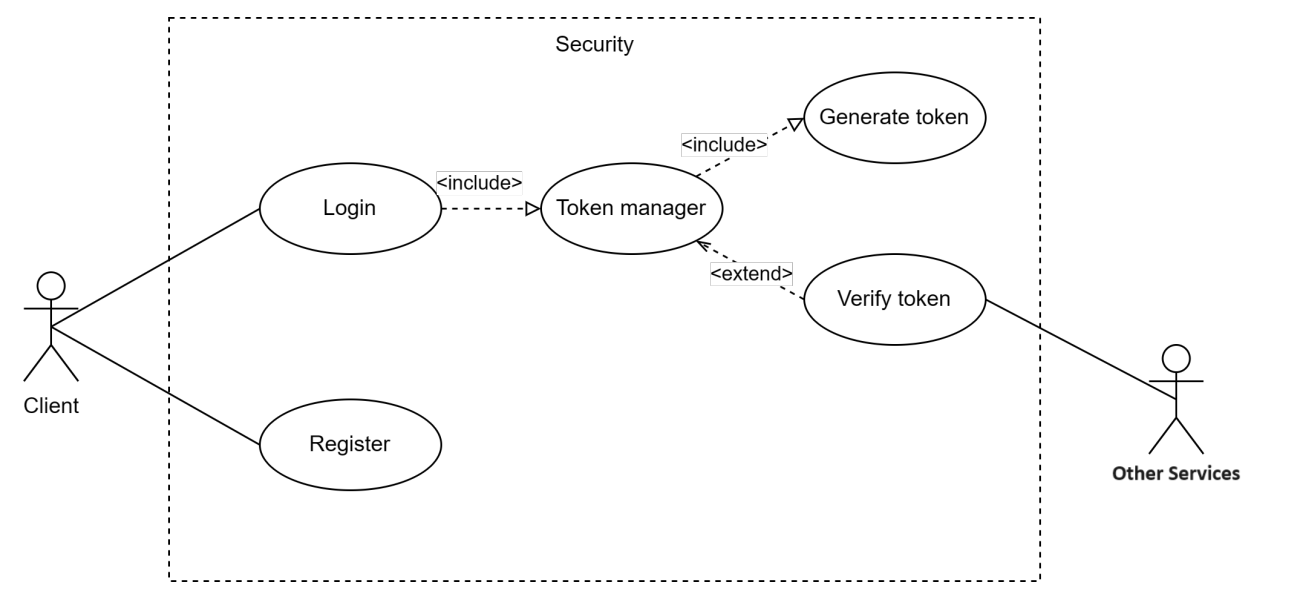 Security
Generate token
<include>
<include>
Login
Token manager
<extend>
Verify token
Client
Register
Other Services